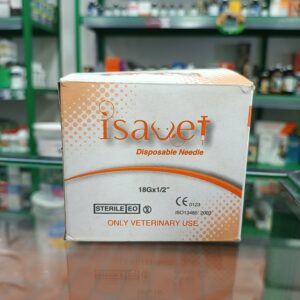 isavet
Disposable Needle
18Gx1/2"
STERILE EO
CE 0123
ISO13485: 2003
ONLY VETERINARY USE